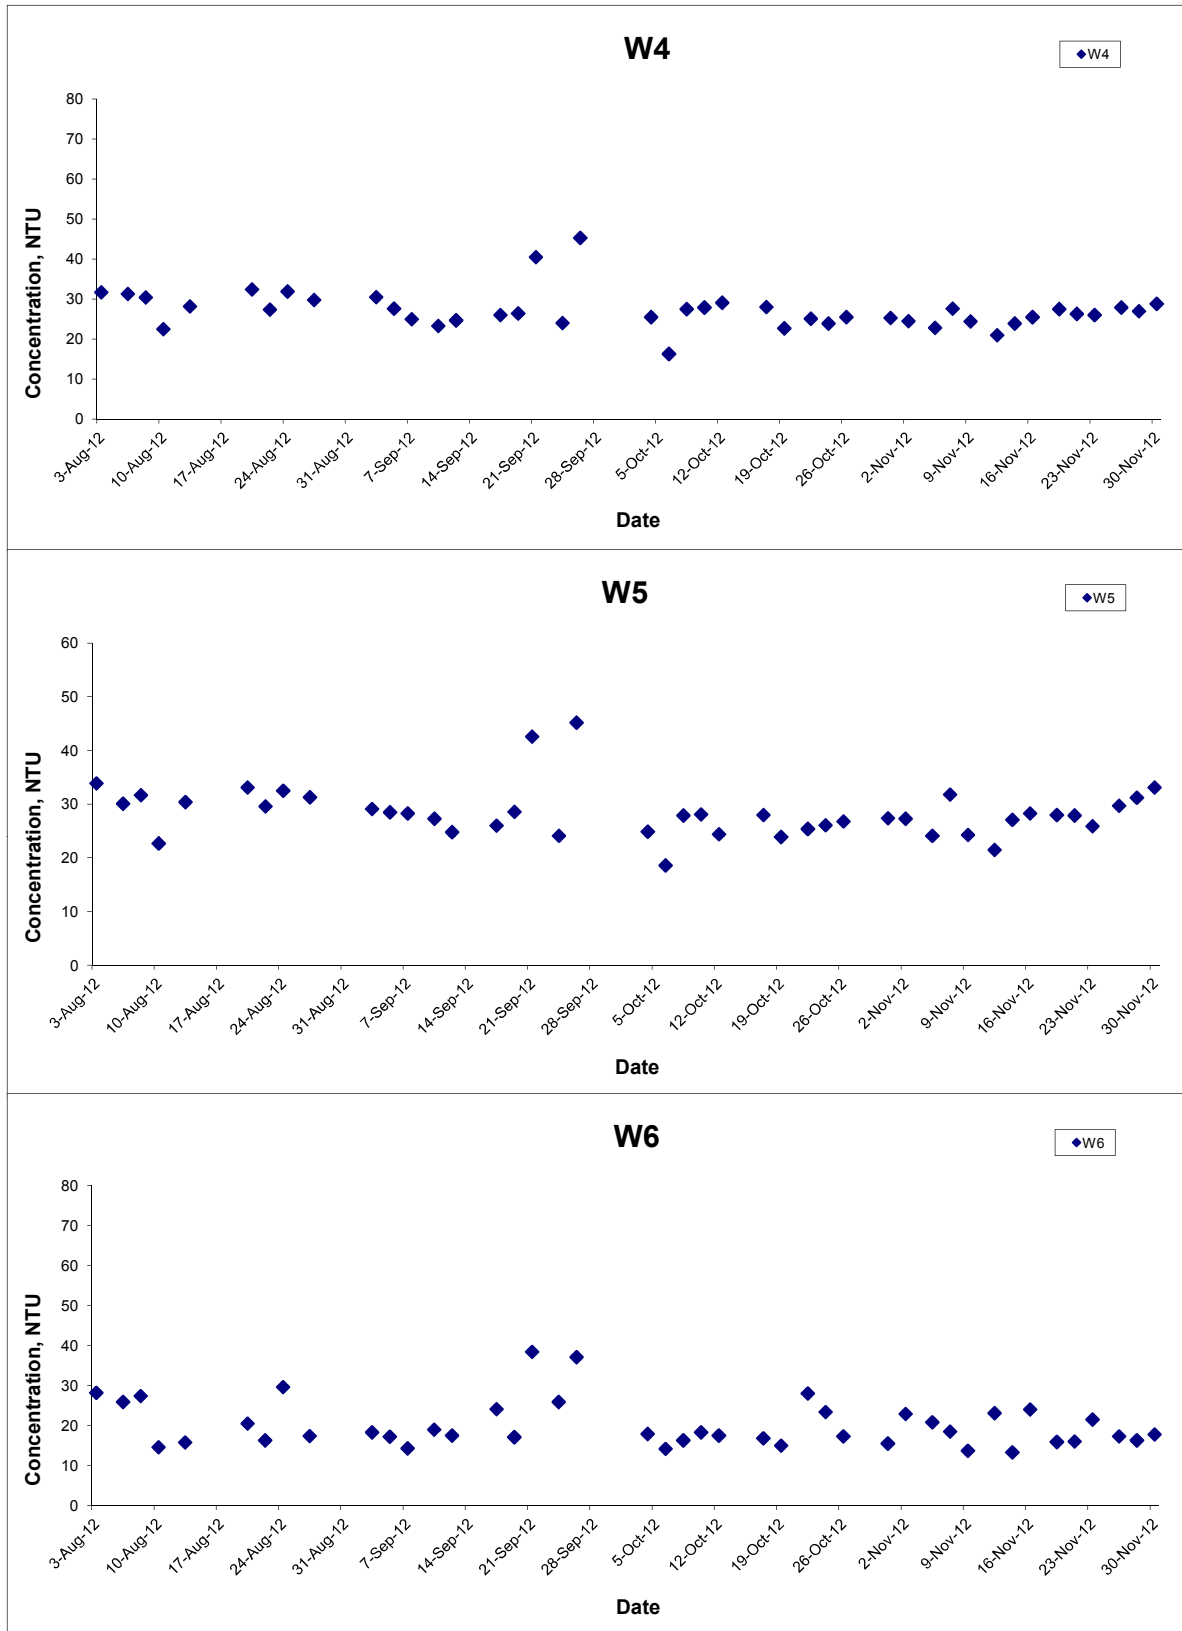 W4
W4
80
70
60
50
40
30
20
10
0
Concentration, NTU
3-Aug-12
10-Aug-12
17-Aug-12
24-Aug-12
31-Aug-12
7-Sep-12
14-Sep-12
21-Sep-12
28-Sep-12
5-Oct-12
12-Oct-12
19-Oct-12
26-Oct-12
2-Nov-12
9-Nov-12
16-Nov-12
23-Nov-12
30-Nov-12
Date
W5
W5
60
50
40
30
20
10
0
Concentration, NTU
3-Aug-12
10-Aug-12
17-Aug-12
24-Aug-12
31-Aug-12
7-Sep-12
14-Sep-12
21-Sep-12
28-Sep-12
5-Oct-12
12-Oct-12
19-Oct-12
26-Oct-12
2-Nov-12
9-Nov-12
16-Nov-12
23-Nov-12
30-Nov-12
Date
W6
W6
80
70
60
50
40
30
20
10
0
Concentration, NTU
3-Aug-12
10-Aug-12
17-Aug-12
24-Aug-12
31-Aug-12
7-Sep-12
14-Sep-12
21-Sep-12
28-Sep-12
5-Oct-12
12-Oct-12
19-Oct-12
26-Oct-12
2-Nov-12
9-Nov-12
16-Nov-12
23-Nov-12
30-Nov-12
Date